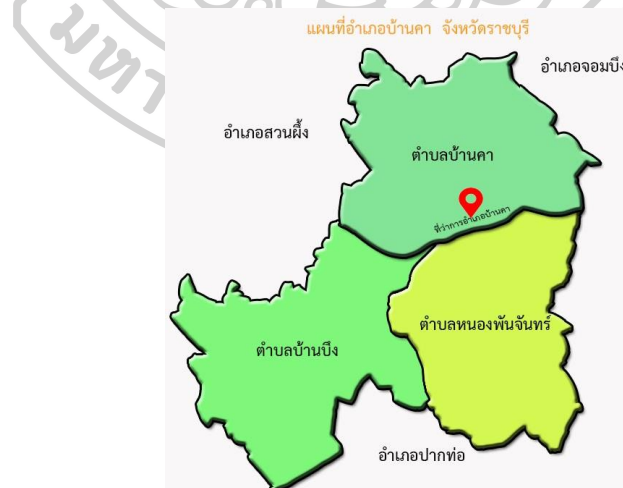 แผนที่อำเภอบ้านคา จังหวัดราชบุรี
อำเภอจอมบึง
อำเภอสวนผึ้ง
ตำบลบ้านคา
ที่ว่าการอำเภอบ้านคา
ตำบลหนองพันจันทร์
ตำบลบ้านบึง
อำเภอปากท่อ